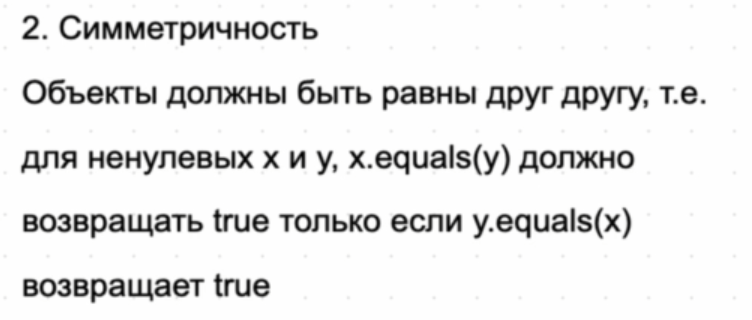 2. Симметричность
Объекты должны быть равны друг другу, т.е.
для ненулевых x и y, x.equals(y) должно
возвращать true только если y.equals(x)
возвращает true